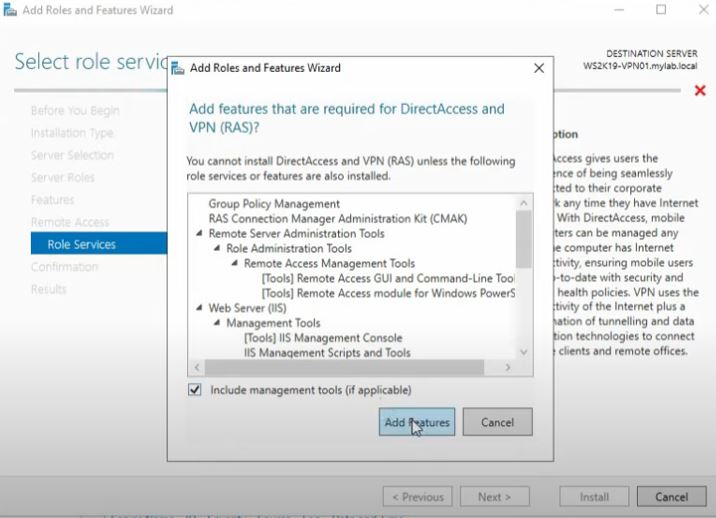 Add Roles and Features Wizard
Select role servic
DESTINATION SERVER
WS2K19-VPN01.mylab.local
Before You Begin
Installation Type
Server Selection
Server Roles
Features
Remote Access
Role Services
Confirmation
Results
Add Roles and Features Wizard
Add features that are required for DirectAccess and
VPN (RAS)?
You cannot install DirectAccess and VPN (RAS) unless the following
role services or features are also installed.
Group Policy Management
RAS Connection Manager Administration Kit (CMAK)
Remote Server Administration Tools
Role Administration Tools
Remote Access Management Tools
[Tools] Remote Access GUI and Command-Line Tool
[Tools] Remote Access module for Windows PowerS
Web Server (IIS)
Management Tools
[Tools] IIS Management Console
IIS Management Scripts and Tools
Include management tools (if applicable)
Add Features
Cancel
ption
ccess gives users the
nce of being seamlessly
ted to their corporate
k any time they have Internet
With DirectAccess, mobile
ters can be managed any
e computer has Internet
tivity, ensuring mobile users
-to-date with security and
health policies. VPN uses the
tivity of the Internet plus a
nation of tunnelling and data
tion technologies to connect
clients and remote offices.
< Previous
Next >
Install
Cancel